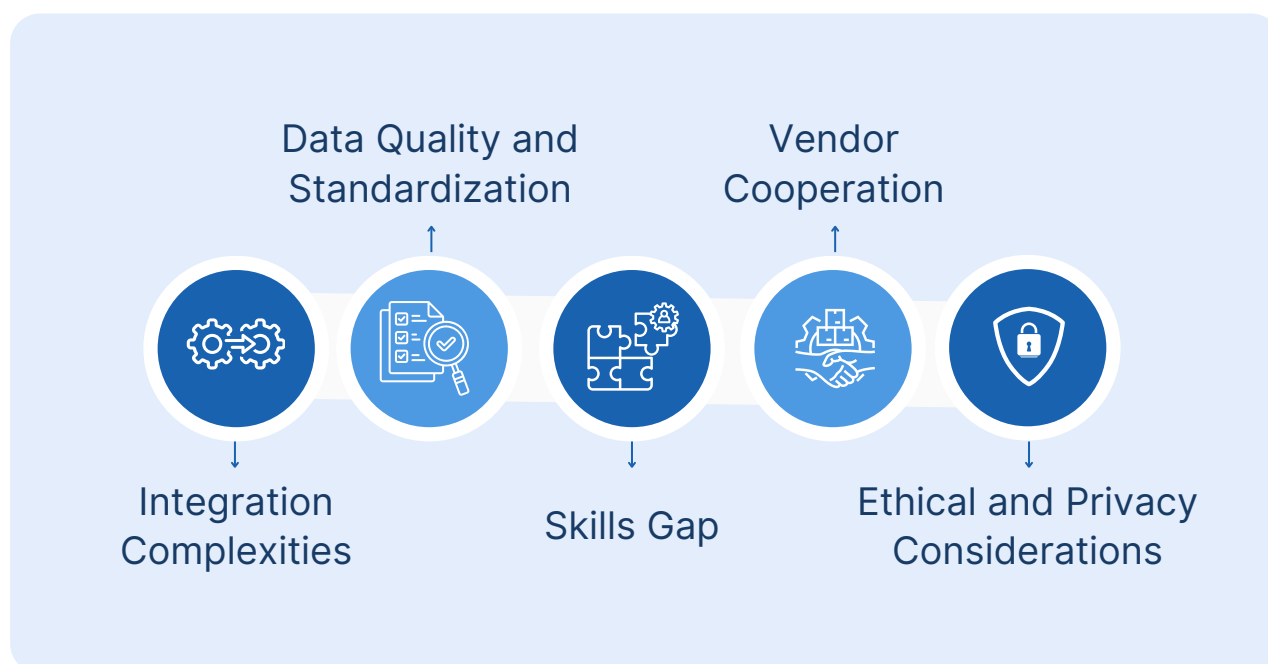 Data Quality and
Standardization
Vendor
Cooperation
Integration
Complexities
Skills Gap
Ethical and Privacy
Considerations